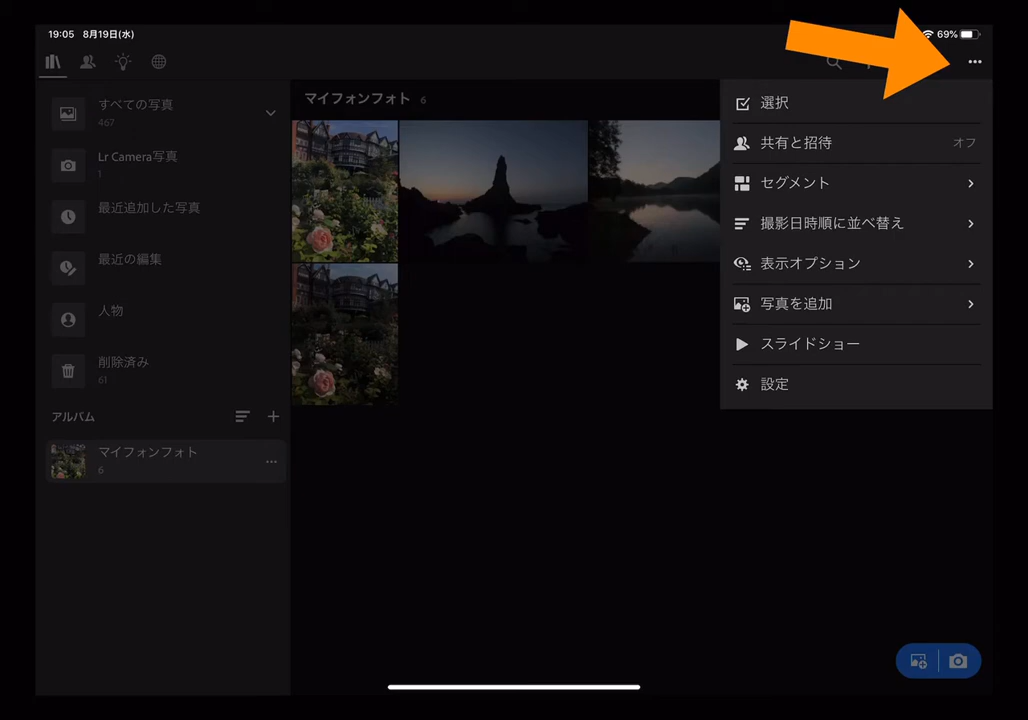 19:05 8月19日(水)
69%
すべての写真
467
Lr Camera写真
1
最近追加した写真
最近の編集
人物
削除済み
61
アルバム
マイフォンフォト
6
マイフォンフォト 6
選択
共有と招待 オフ
セグメント
撮影日時順に並べ替え
表示オプション
写真を追加
スライドショー
設定